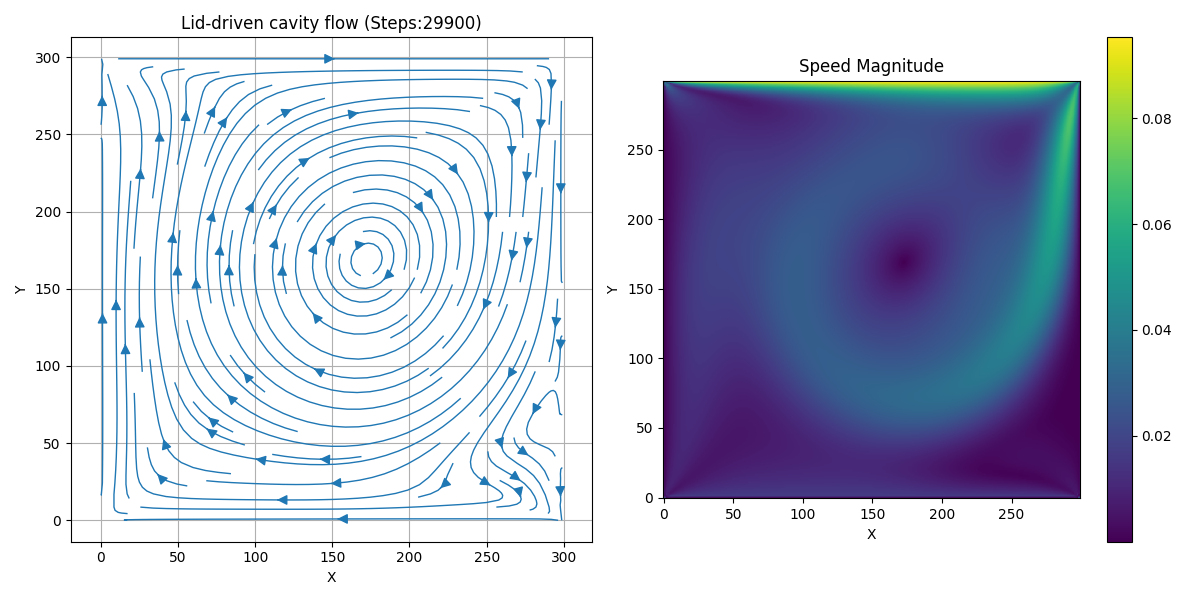 Lid-driven cavity flow (Steps:29900)
300
250
200
150
100
50
0
0 50 100 150 200 250 300
X
Y
Speed Magnitude
250
200
150
100
50
0
0 50 100 150 200 250
X
Y
0.08
0.06
0.04
0.02